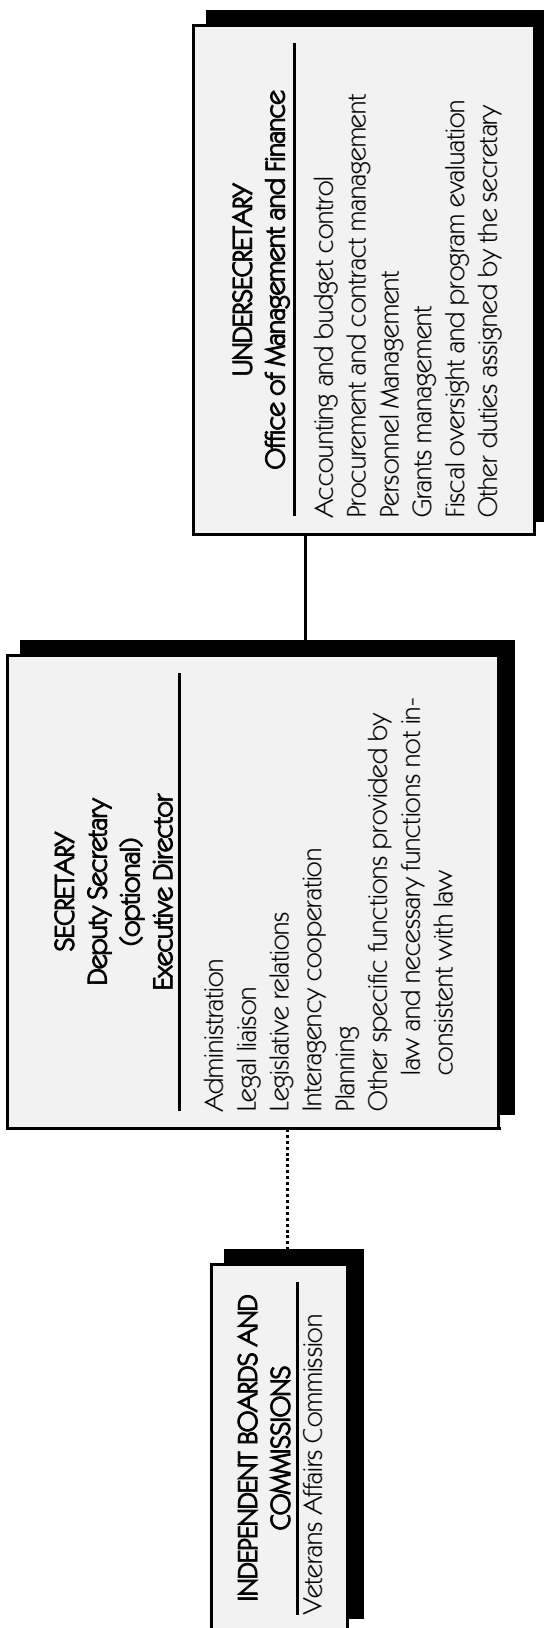 INDEPENDENT BOARDS AND
COMMISSIONS
Veterans Affairs Commission
SECRETARY
Deputy Secretary
(optional)
Executive Director
Administration
Legal liaison
Legislative relations
Interagency cooperation
Planning
Other specific functions provided by
law and necessary functions not in-
consistent with law
UNDERSECRETARY
Office of Management and Finance
Accounting and budget control
Procurement and contract management
Personnel Management
Grants management
Fiscal oversight and program evaluation
Other duties assigned by the secretary